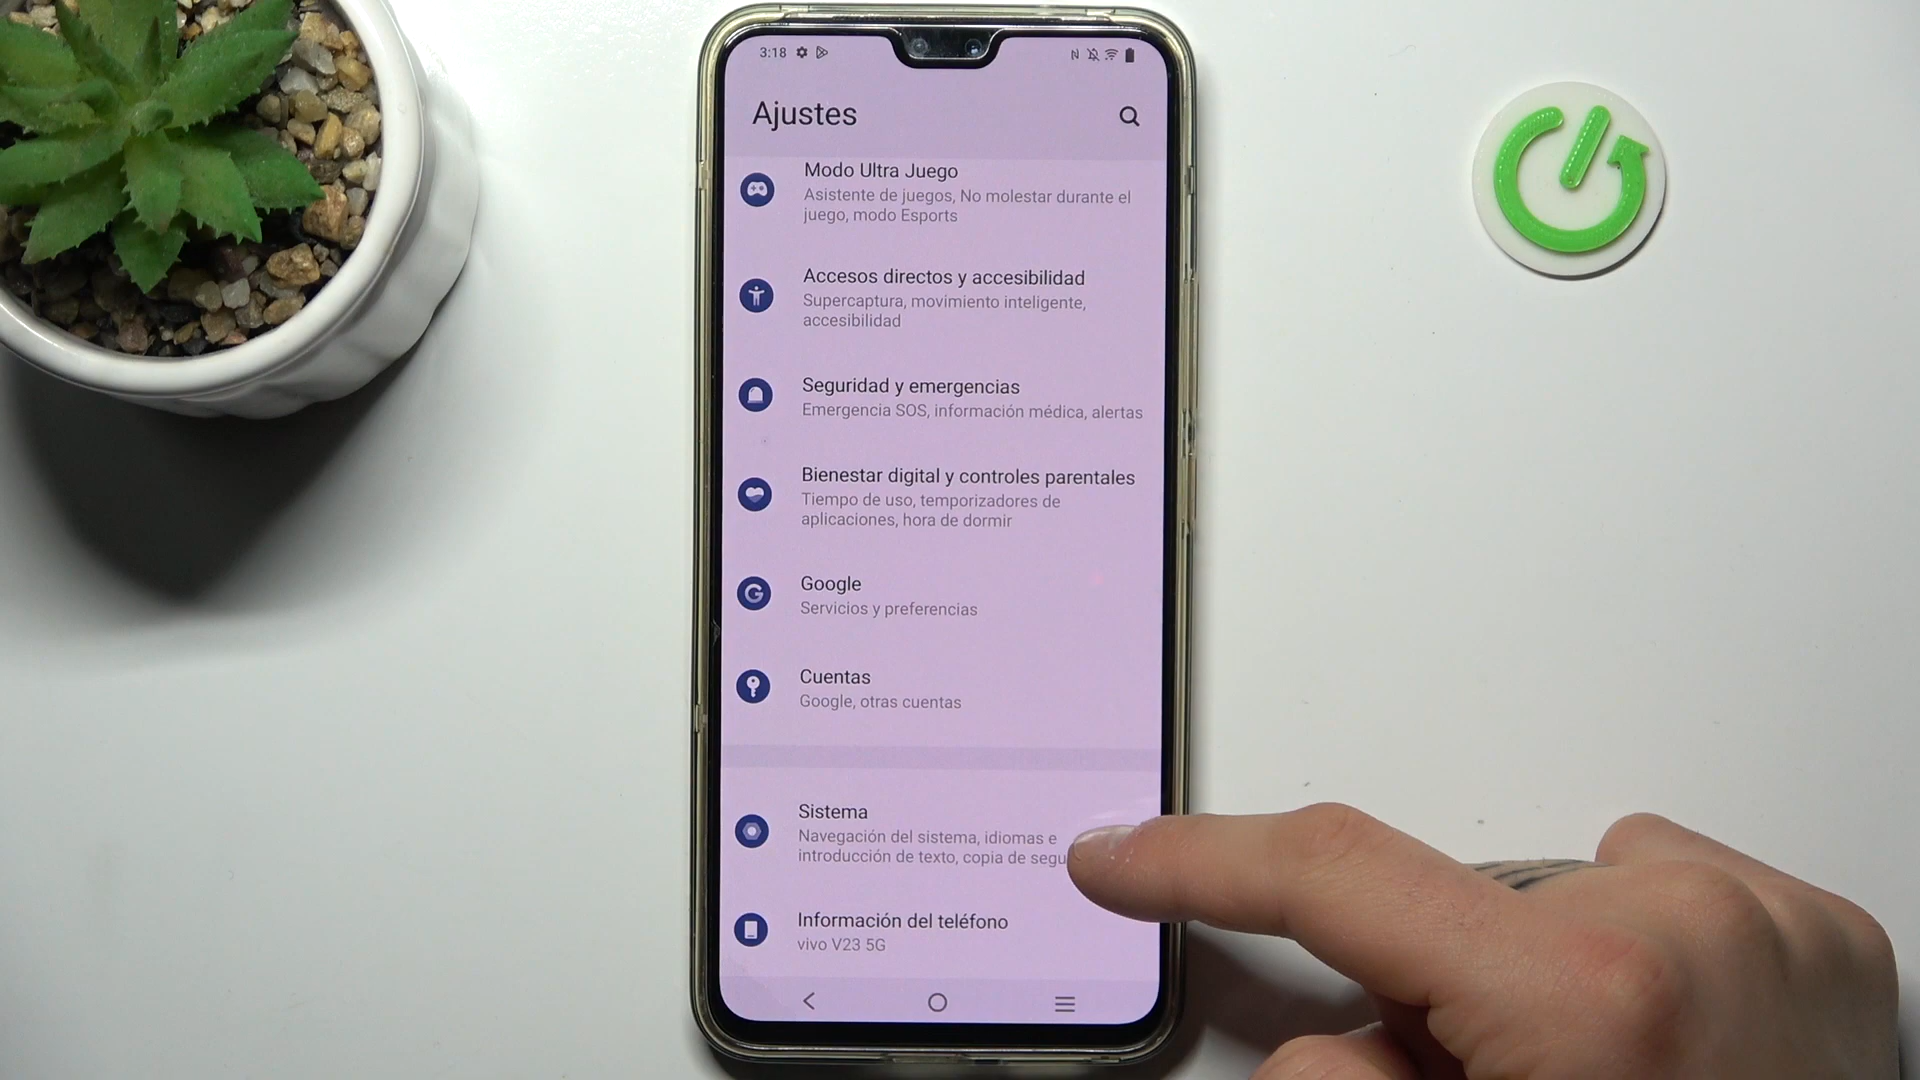 3:18
Ajustes
Modo Ultra Juego
Asistente de juegos, No molestar durante el
juego, modo Esports
Accesos directos y accesibilidad
Supercaptura, movimiento inteligente,
accesibilidad
Seguridad y emergencias
Emergencia SOS, información médica, alertas
Bienestar digital y controles parentales
Tiempo de uso, temporizadores de
aplicaciones, hora de dormir
Google
Servicios y preferencias
Cuentas
Google, otras cuentas
Sistema
Navegación del sistema, idiomas e
introducción de texto, copia de segu
Información del teléfono
vivo V23 5G